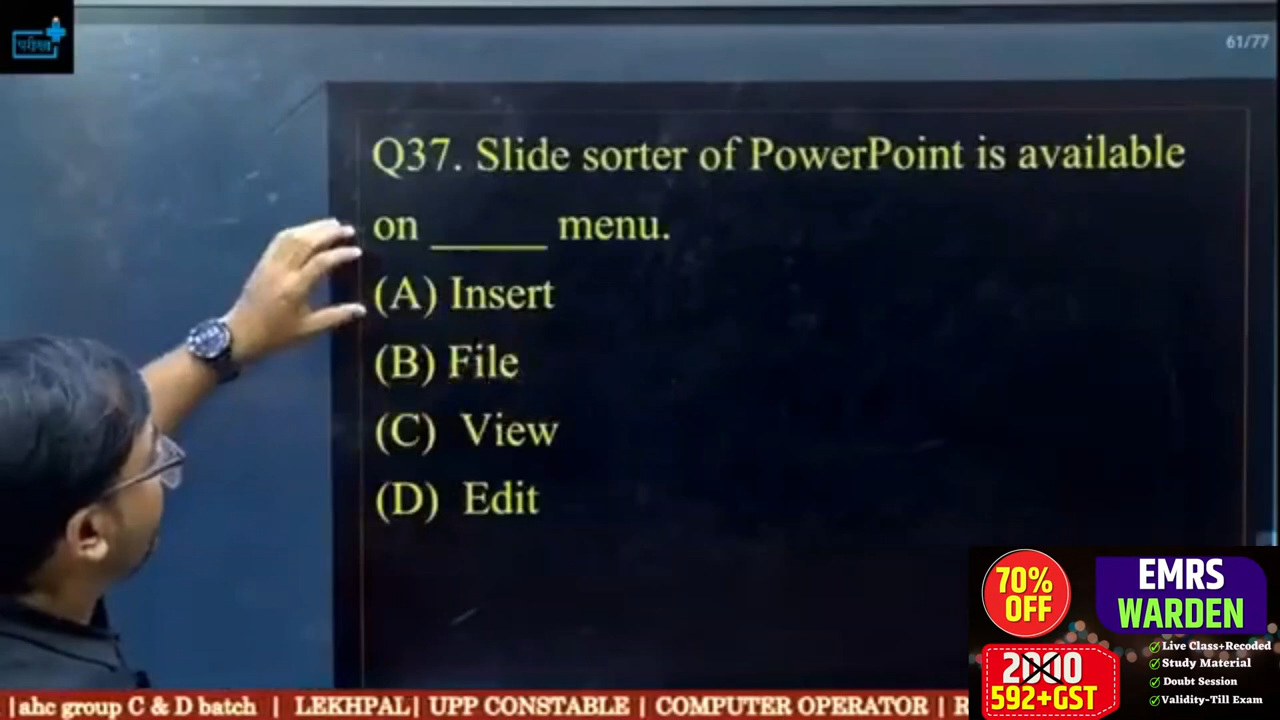 परीक्षा
61/77
Q37. Slide sorter of PowerPoint is available
on ______ menu.
(A) Insert
(B) File
(C) View
(D) Edit
70%
OFF
EMRS
WARDEN
2000
592+GST
Live Class+Recoded
Study Material
Doubt Session
Validity-Till Exam
|ahc group C & D batch | LEKHPAL| UPP CONSTABLE | COMPUTER OPERATOR | R